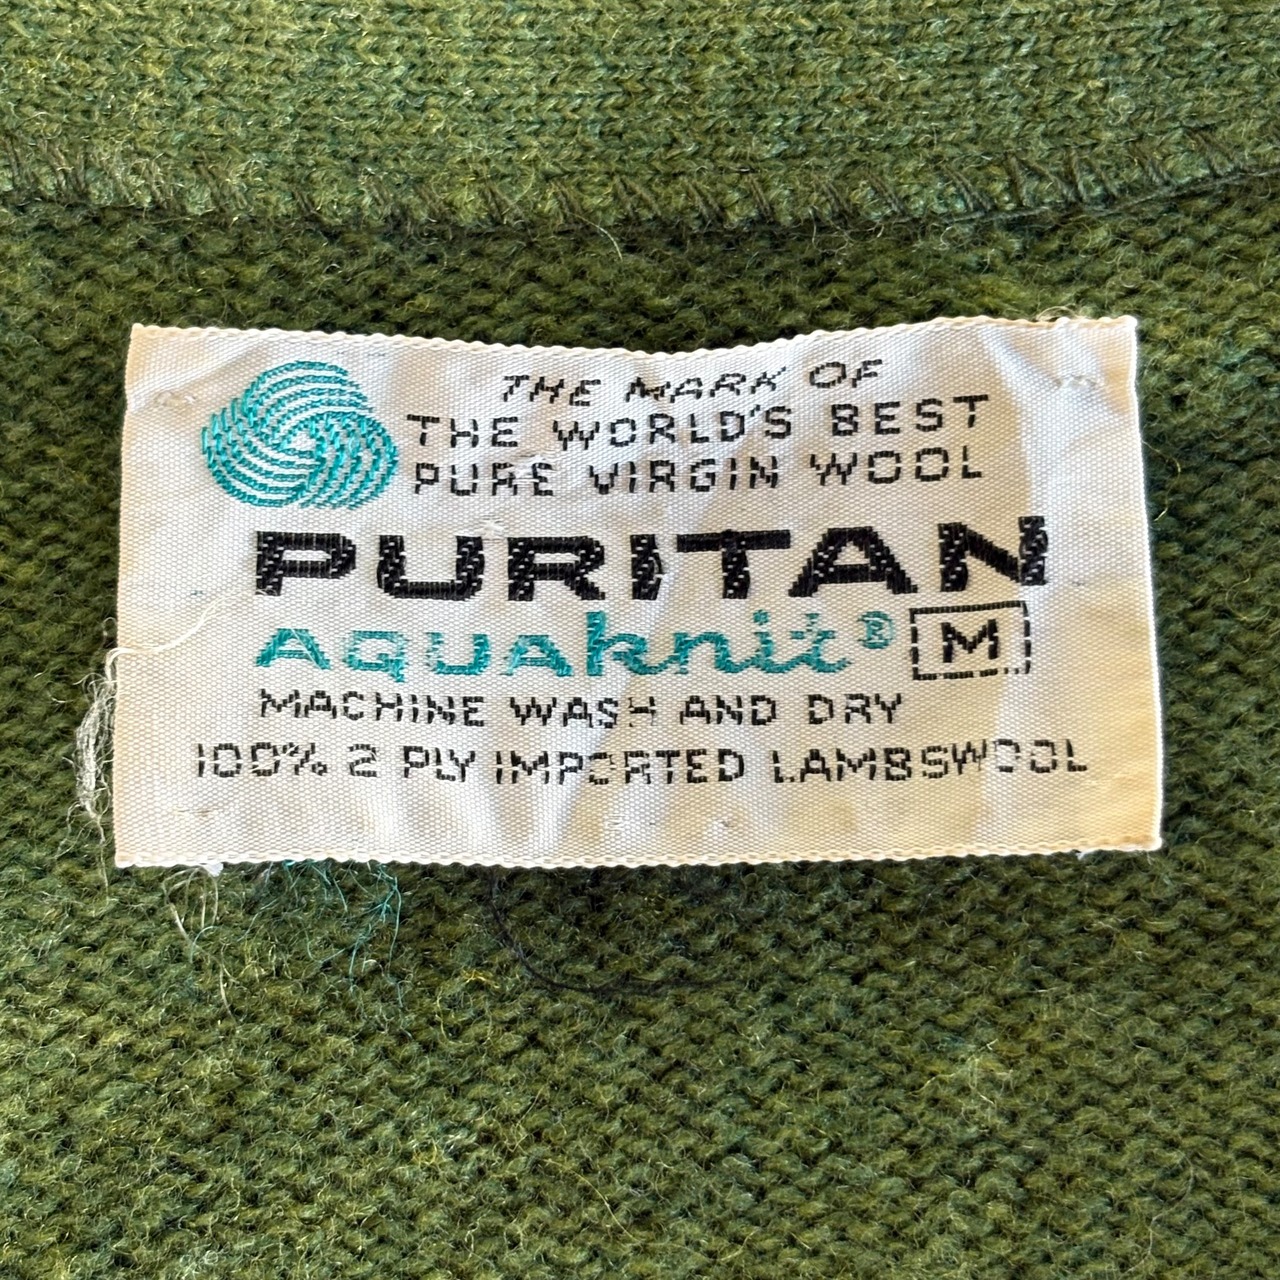 THE MARK OF
THE WORLD'S BEST
PURE VIRGIN WOOL
PURITAN
AQUAknit® M
MACHINE WASH AND DRY
100% 2 PLY IMPORTED LAMBSWOOL